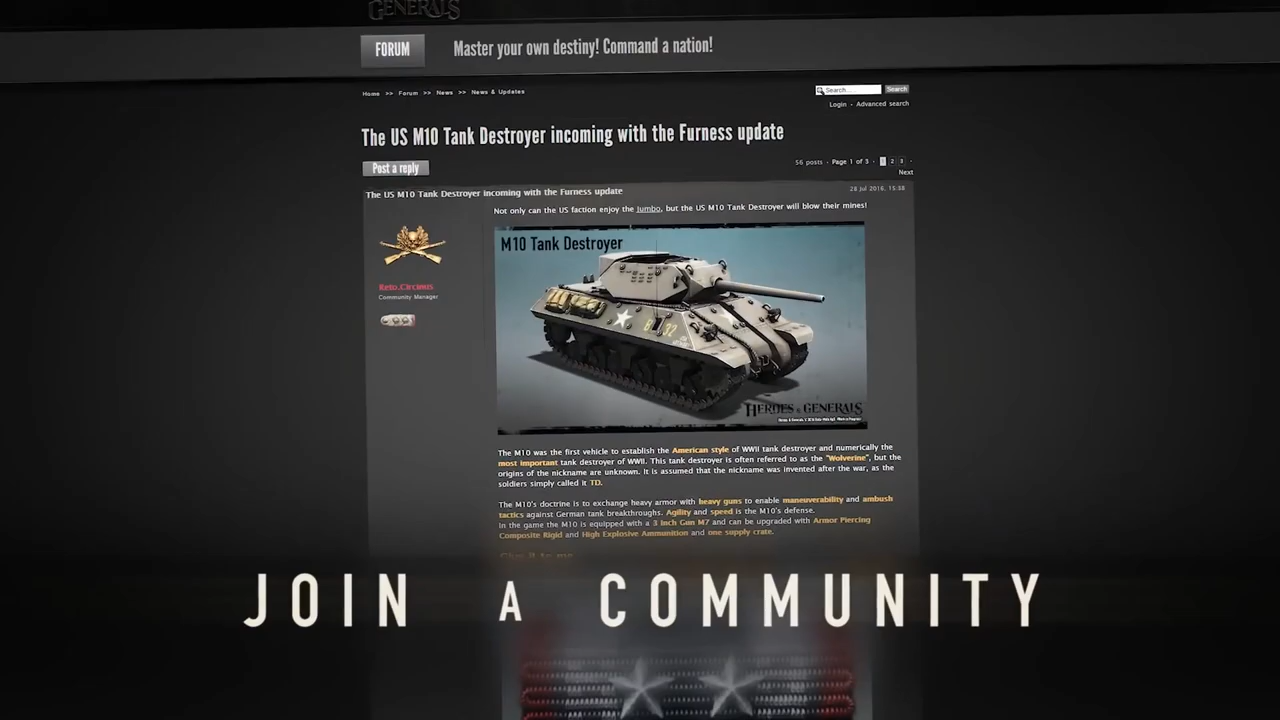 GENERALS
FORUM
Master your own destiny! Command a nation!
Home >> Forum >> News >> News & Updates
Search...
Search
Login - Advanced search
The US M10 Tank Destroyer incoming with the Furness update
Post a reply
56 posts - Page 1 of 3 - 1 2 3 -
Next
The US M10 Tank Destroyer incoming with the Furness update
28 Jul 2016, 15:38
Not only can the US faction enjoy the Jumbo, but the US M10 Tank Destroyer will blow their mines!
M10 Tank Destroyer
Reto.Circinus
Community Manager
HEROES & GENERALS
The M10 was the first vehicle to establish the American style of WWII tank destroyer and numerically the
most important tank destroyer of WWII. This tank destroyer is often referred to as the "Wolverine", but the
origins of the nickname are unknown. It is assumed that the nickname was invented after the war, as the
soldiers simply called it TD.
The M10's doctrine is to exchange heavy armor with heavy guns to enable maneuverability and ambush
tactics against German tank breakthroughs. Agility and speed is the M10's defense.
In the game the M10 is equipped with a 3 Inch Gun M7 and can be upgraded with Armor Piercing
Composite Rigid and High Explosive Ammunition and one supply crate.
JOIN A COMMUNITY